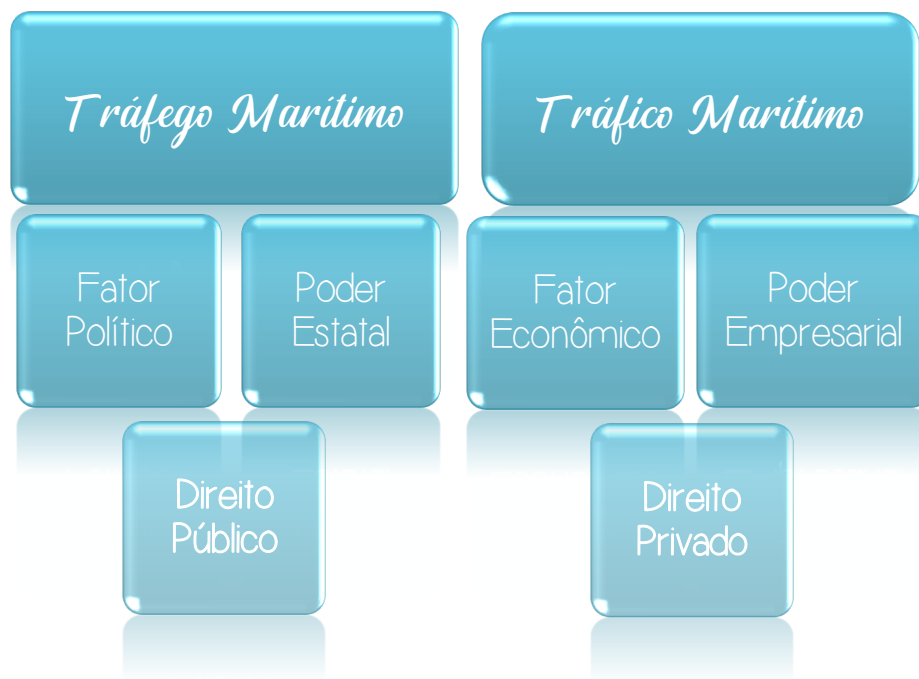 Tráfego Marítimo
Tráfico Marítimo
Fator
Político
Poder
Estatal
Fator
Econômico
Poder
Empresarial
Direito
Público
Direito
Privado